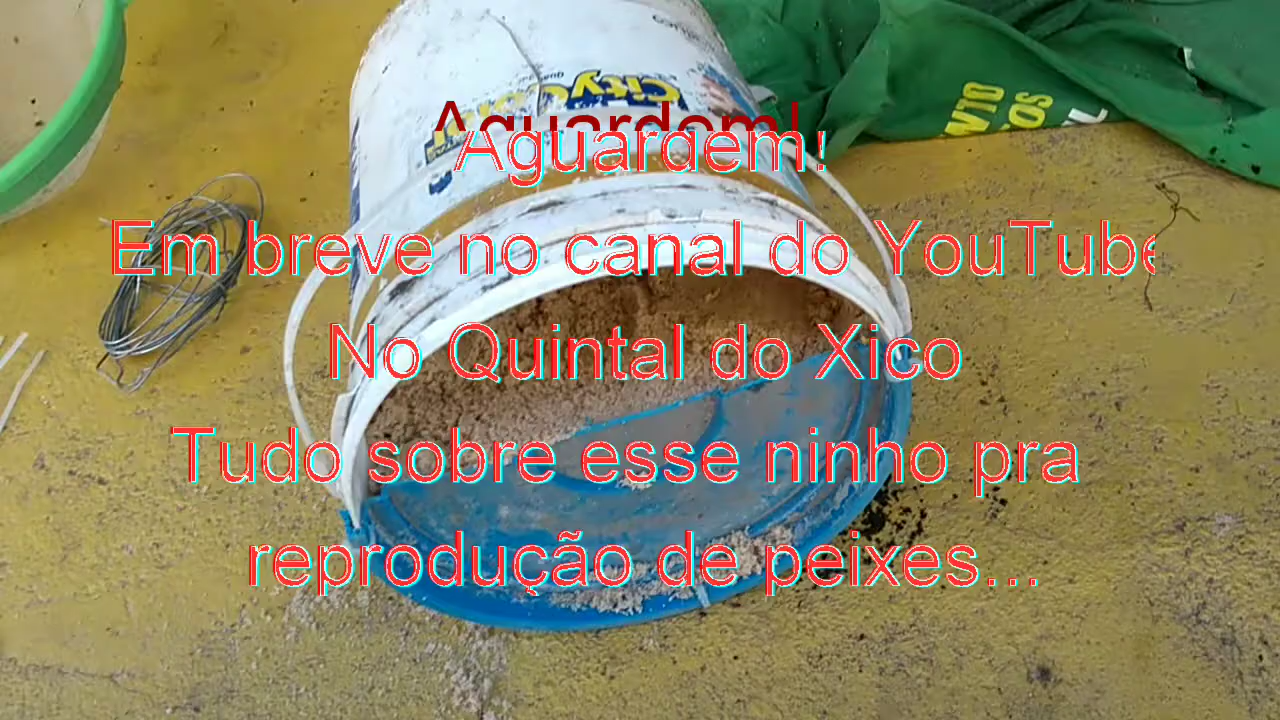 Aguardem!
Aguardem!
Em breve no canal do YouTube
No Quintal do Xico
Tudo sobre esse ninho pra
reprodução de peixes...